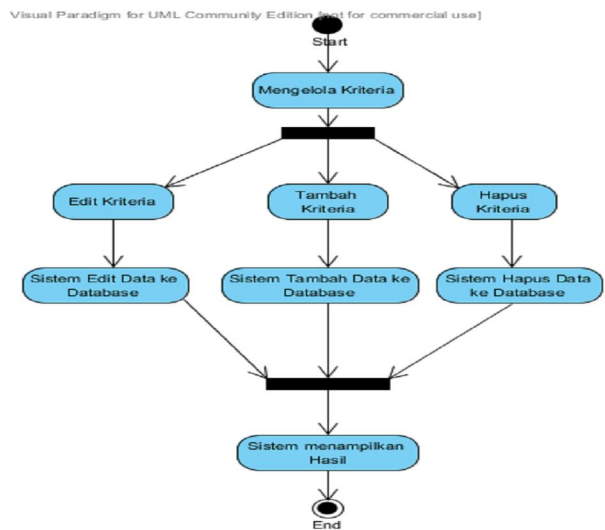 Visual Paradigm for UML Community Edition [not for commercial use]
Start
Mengelola Kriteria
Edit Kriteria
Tambah
Kriteria
Hapus
Kriteria
Sistem Edit Data ke
Database
Sistem Tambah Data ke
Database
Sistem Hapus Data
ke Database
Sistem menampilkan
Hasil
End